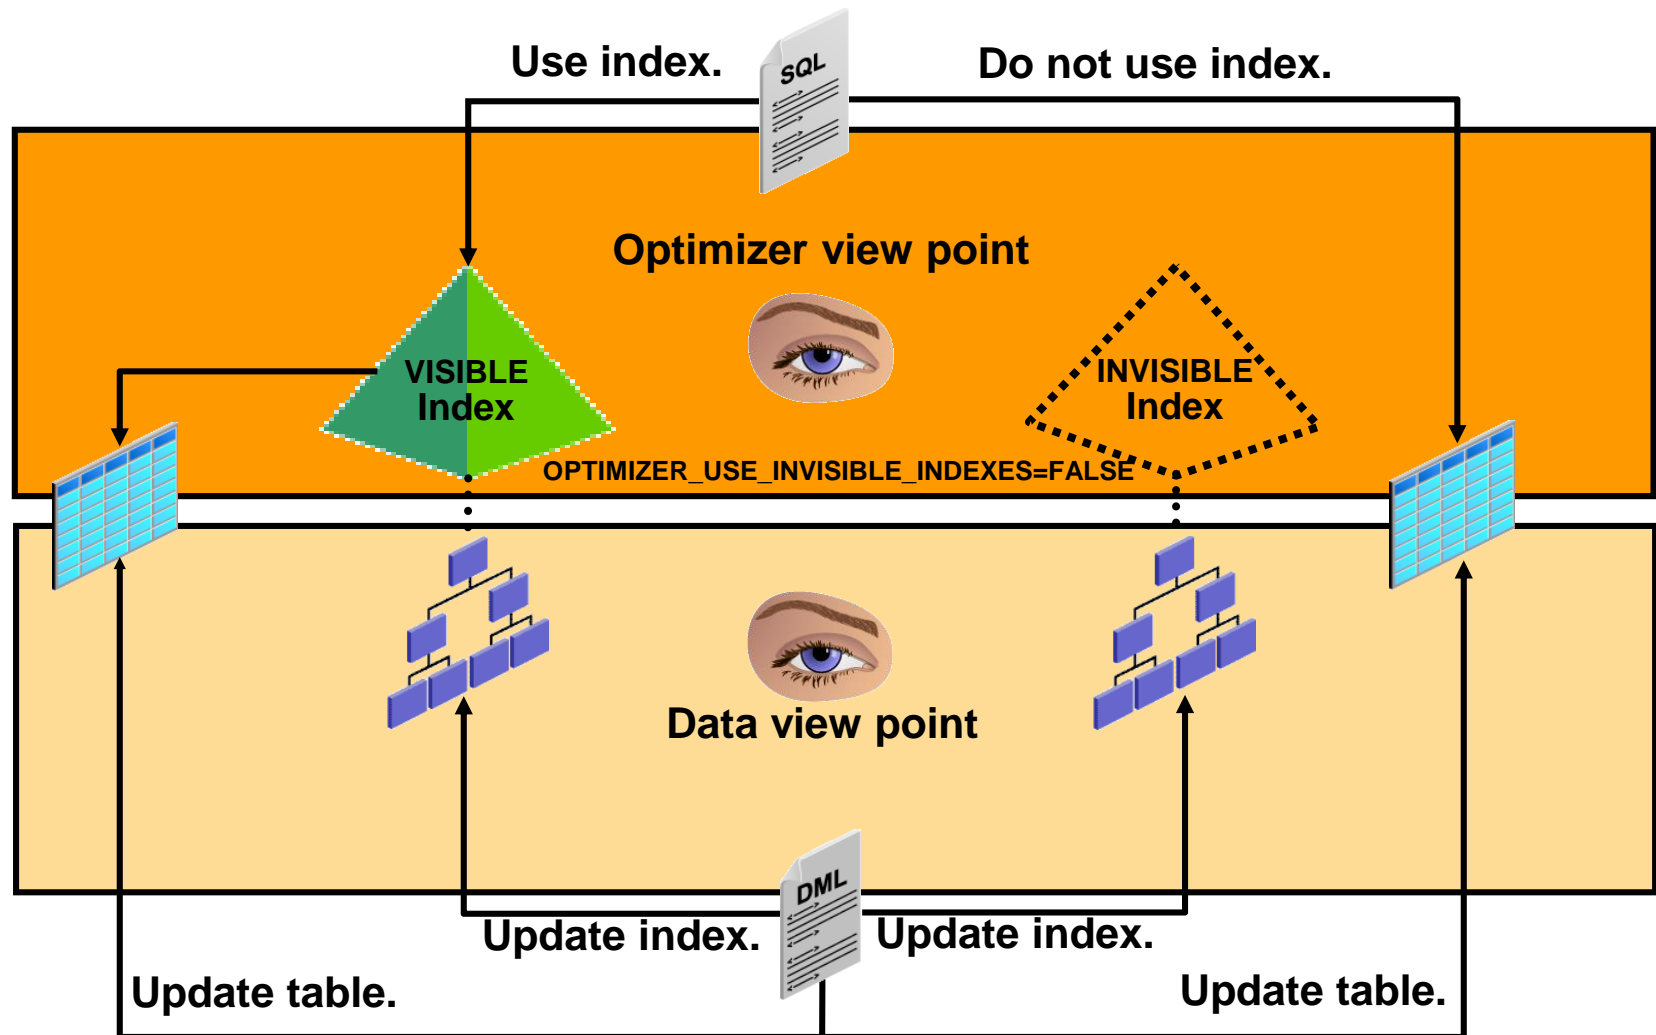 Use index.
SQL
Do not use index.
Optimizer view point
VISIBLE
Index
INVISIBLE
Index
OPTIMIZER_USE_INVISIBLE_INDEXES=FALSE
Data view point
DML
Update index.
Update index.
Update table.
Update table.